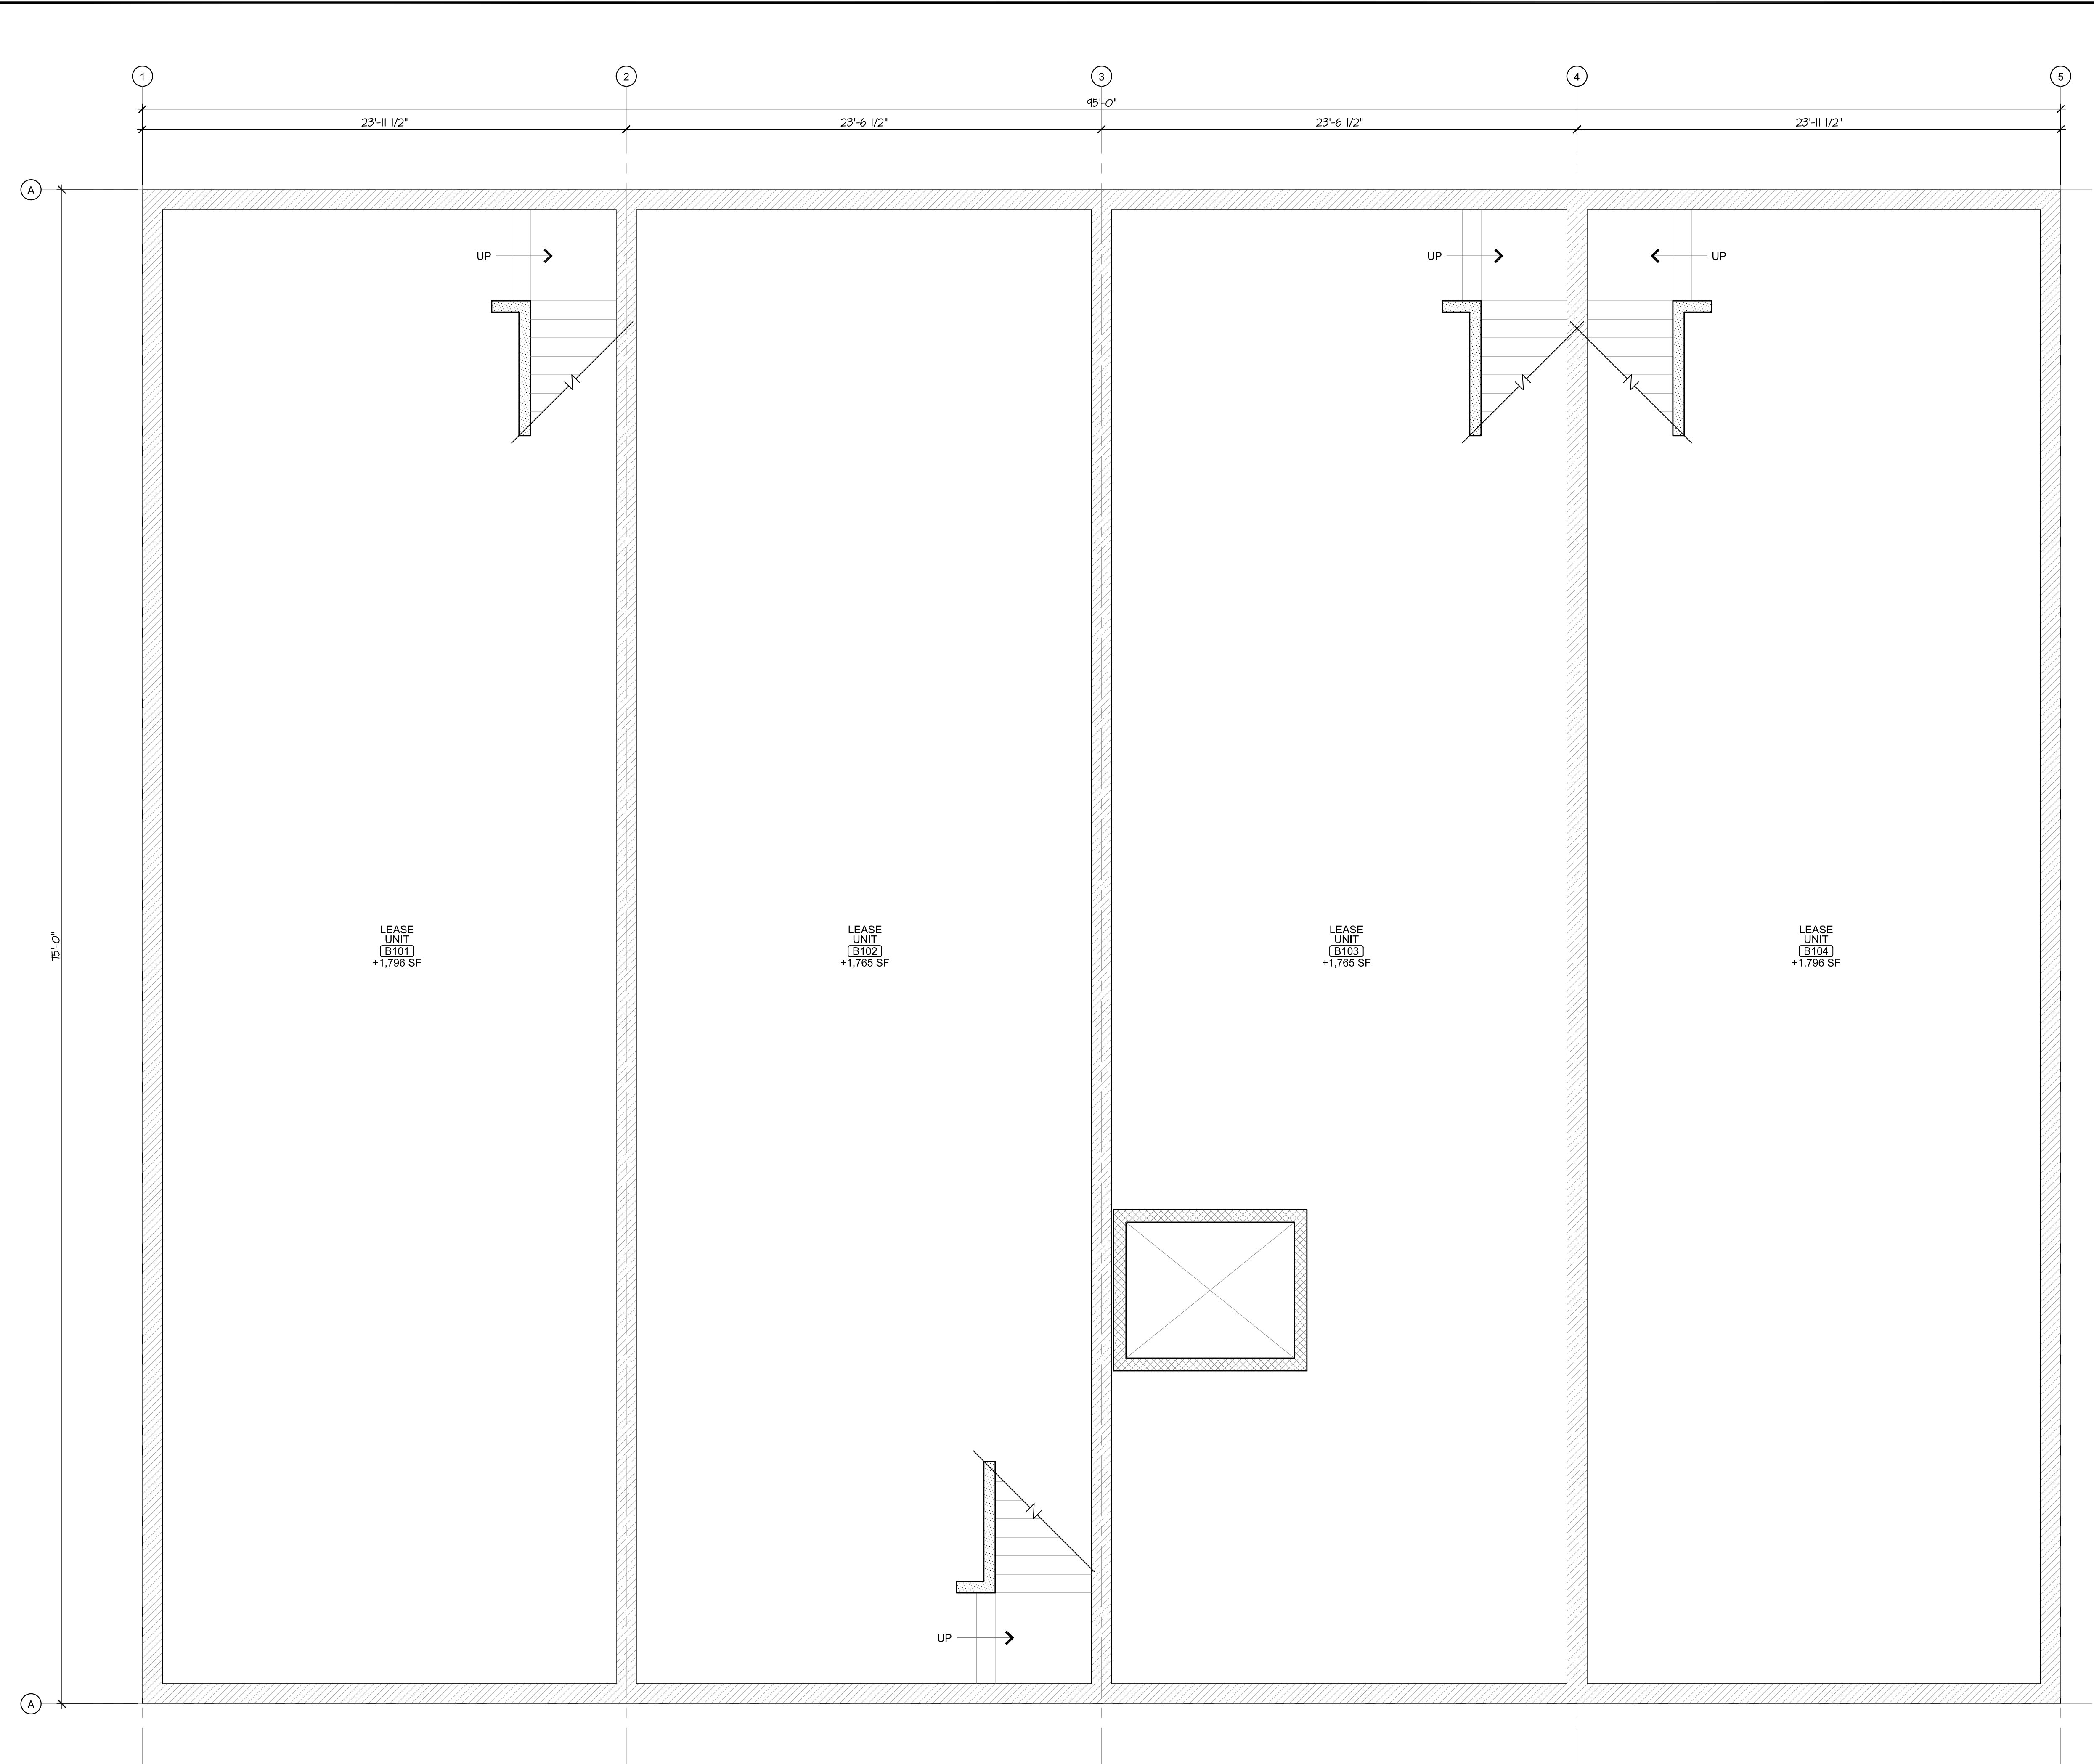 1 2 3 4 5
95'-0"
23'-11 1/2" 23'-6 1/2" 23'-6 1/2" 23'-11 1/2"
A
UP UP UP
75'-0"
LEASE
UNIT
B101
+1,796 SF
LEASE
UNIT
B102
+1,765 SF
LEASE
UNIT
B103
+1,765 SF
LEASE
UNIT
B104
+1,796 SF
UP
A